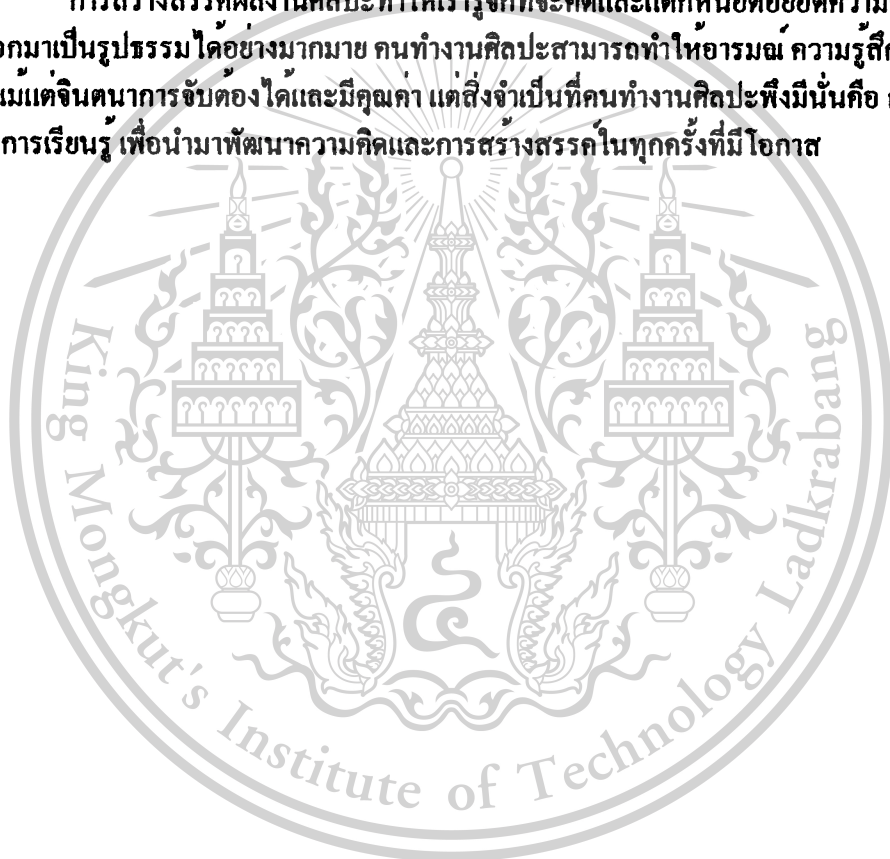 การสร้างสรรค์ผลงานศิลปะทำให้เรารู้จักที่จะคิดและแตกหน่อต่อยอดความ
อกมาเป็นรูปธรรมได้อย่างมากมาย คนทำงานศิลปะสามารถทำให้อารมณ์ ความรู้สึก
แม้แต่จินตนาการจับต้องได้และมีคุณค่า แต่สิ่งจำเป็นที่คนทำงานศิลปะพึงมีนั่นคือ
การเรียนรู้ เพื่อนำมาพัฒนาความคิดและการสร้างสรรค์ในทุกครั้งที่มีโอกาส
King Mongkut's Institute of Technology Ladkrabang